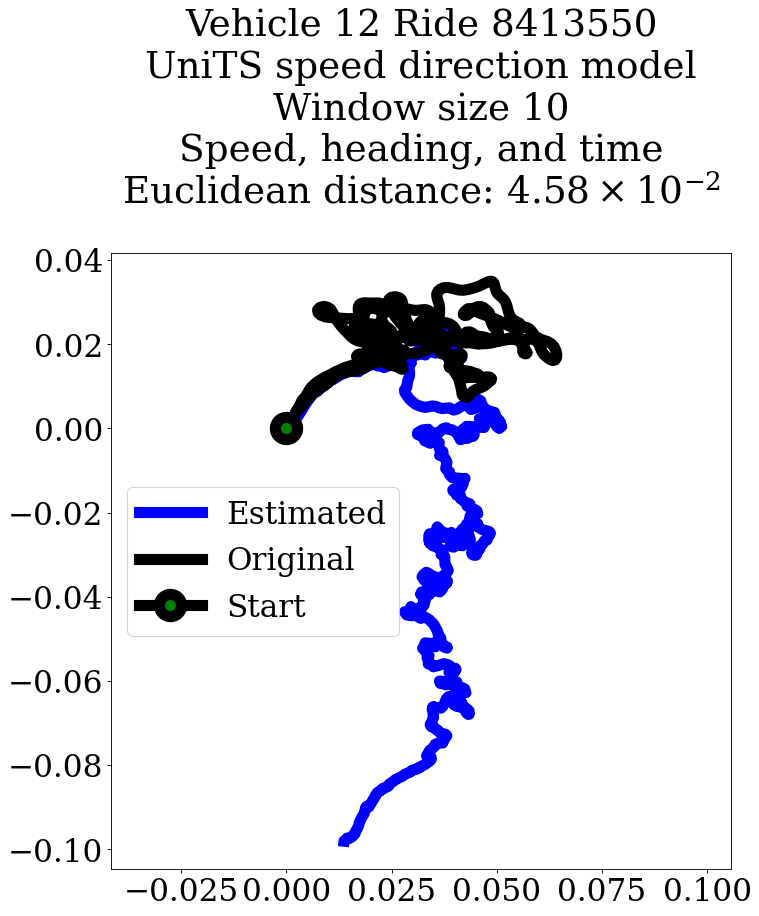 Vehicle 12 Ride 8413550
UniTS speed direction model
Window size 10
Speed, heading, and time
Euclidean distance: 4.58 × 10⁻²
0.04
0.02
0.00
−0.02
−0.04
−0.06
−0.08
−0.10
Estimated
Original
Start
−0.025 0.000 0.025 0.050 0.075 0.100